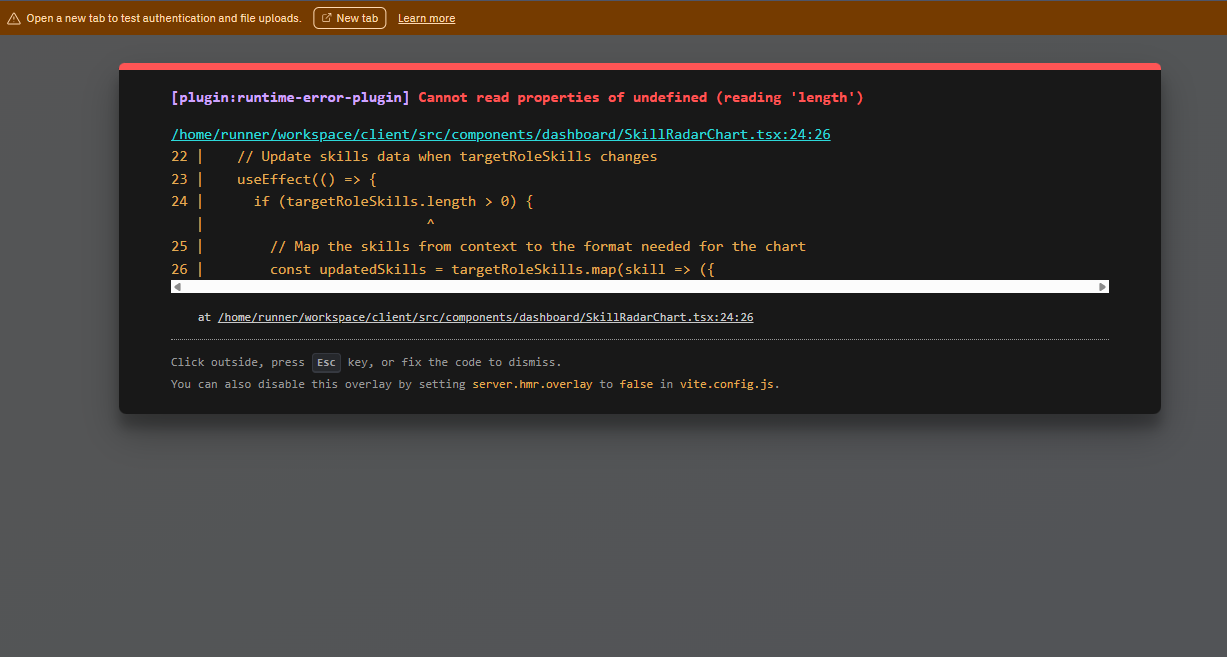 Open a new tab to test authentication and file uploads. New tab Learn more
[plugin:runtime-error-plugin] Cannot read properties of undefined (reading 'length')
/home/runner/workspace/client/src/components/dashboard/SkillRadarChart.tsx:24:26
22 |    // Update skills data when targetRoleSkills changes
23 |    useEffect(() => {
24 |      if (targetRoleSkills.length > 0) {
   |                           ^
25 |        // Map the skills from context to the format needed for the chart
26 |        const updatedSkills = targetRoleSkills.map(skill => ({
at /home/runner/workspace/client/src/components/dashboard/SkillRadarChart.tsx:24:26
Click outside, press Esc key, or fix the code to dismiss.
You can also disable this overlay by setting server.hmr.overlay to false in vite.config.js.